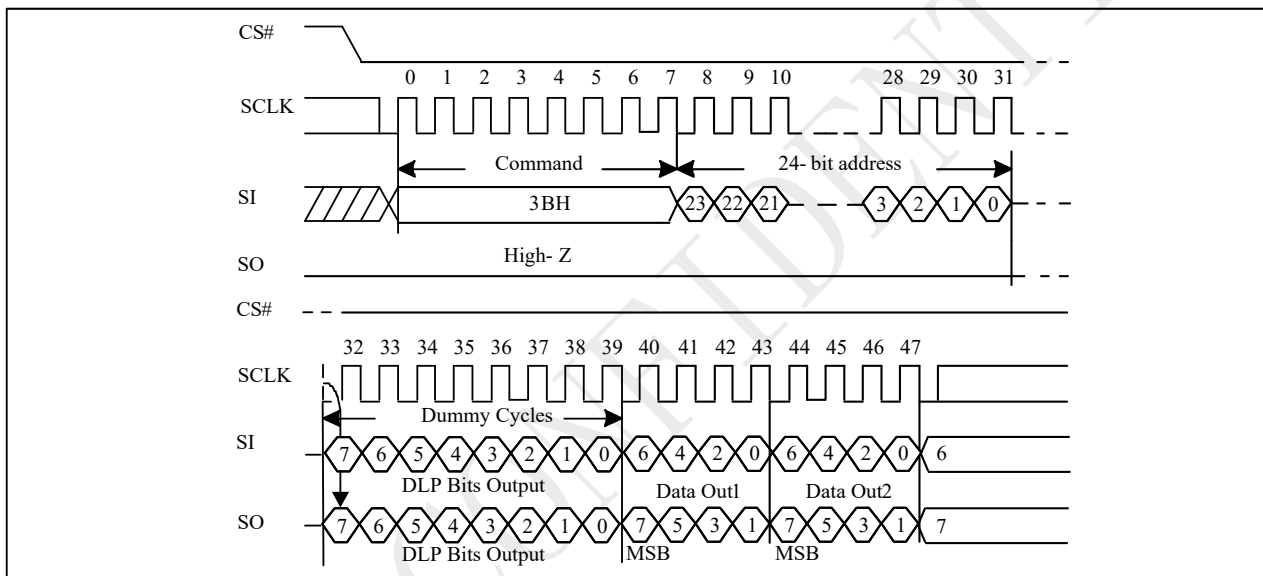 CS#
0 1 2 3 4 5 6 7 8 9 10 28 29 30 31
SCLK
Command 24- bit address
SI 3BH 23 22 21 3 2 1 0
High- Z
SO
CS#
32 33 34 35 36 37 38 39 40 41 42 43 44 45 46 47
SCLK
Dummy Cycles
SI 7 6 5 4 3 2 1 0 6 4 2 0 6 4 2 0 6
DLP Bits Output Data Out1 Data Out2
SO 7 6 5 4 3 2 1 0 7 5 3 1 7 5 3 1 7
DLP Bits Output MSB MSB
CONFIDENT